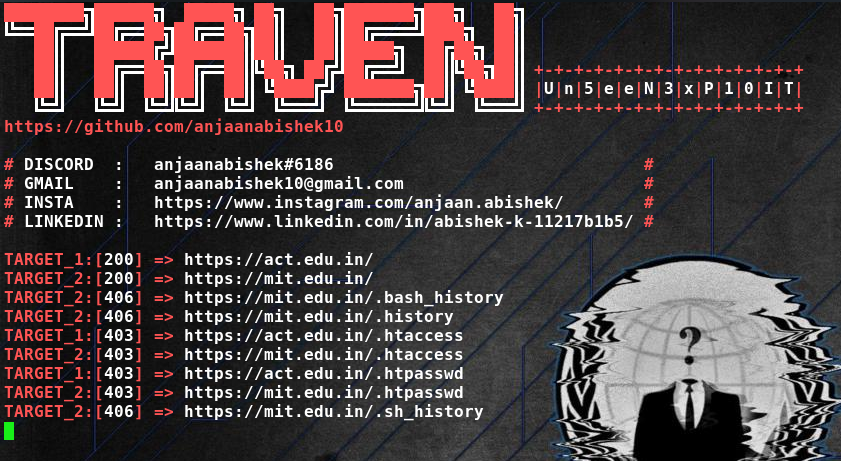 TRAVEN
+-+-+-+-+-+-+-+-+-+-+-+-+-+
|U|n|5|e|e|N|3|x|P|1|0|I|T|
+-+-+-+-+-+-+-+-+-+-+-+-+-+
https://github.com/anjaanabishek10
# DISCORD : anjaanabishek#6186 #
# GMAIL : anjaanabishek10@gmail.com #
# INSTA : https://www.instagram.com/anjaan.abishek/ #
# LINKEDIN : https://www.linkedin.com/in/abishek-k-11217b1b5/ #
TARGET_1:[200] => https://act.edu.in/
TARGET_2:[200] => https://mit.edu.in/
TARGET_2:[406] => https://mit.edu.in/.bash_history
TARGET_2:[406] => https://mit.edu.in/.history
TARGET_1:[403] => https://act.edu.in/.htaccess
TARGET_2:[403] => https://mit.edu.in/.htaccess
TARGET_1:[403] => https://act.edu.in/.htpasswd
TARGET_2:[403] => https://mit.edu.in/.htpasswd
TARGET_2:[406] => https://mit.edu.in/.sh_history
?